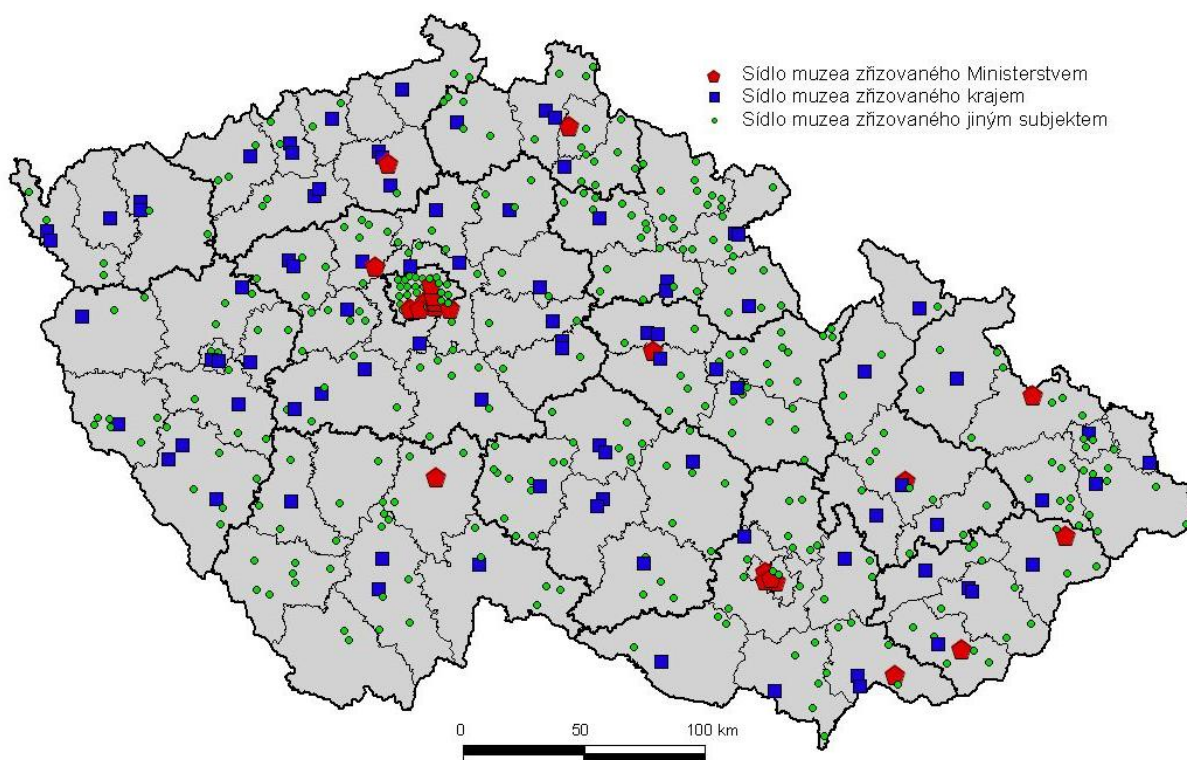 Sídlo muzea zřizovaného Ministerstvem
Sídlo muzea zřizovaného krajem
Sídlo muzea zřizovaného jiným subjektem
0 50 100 km